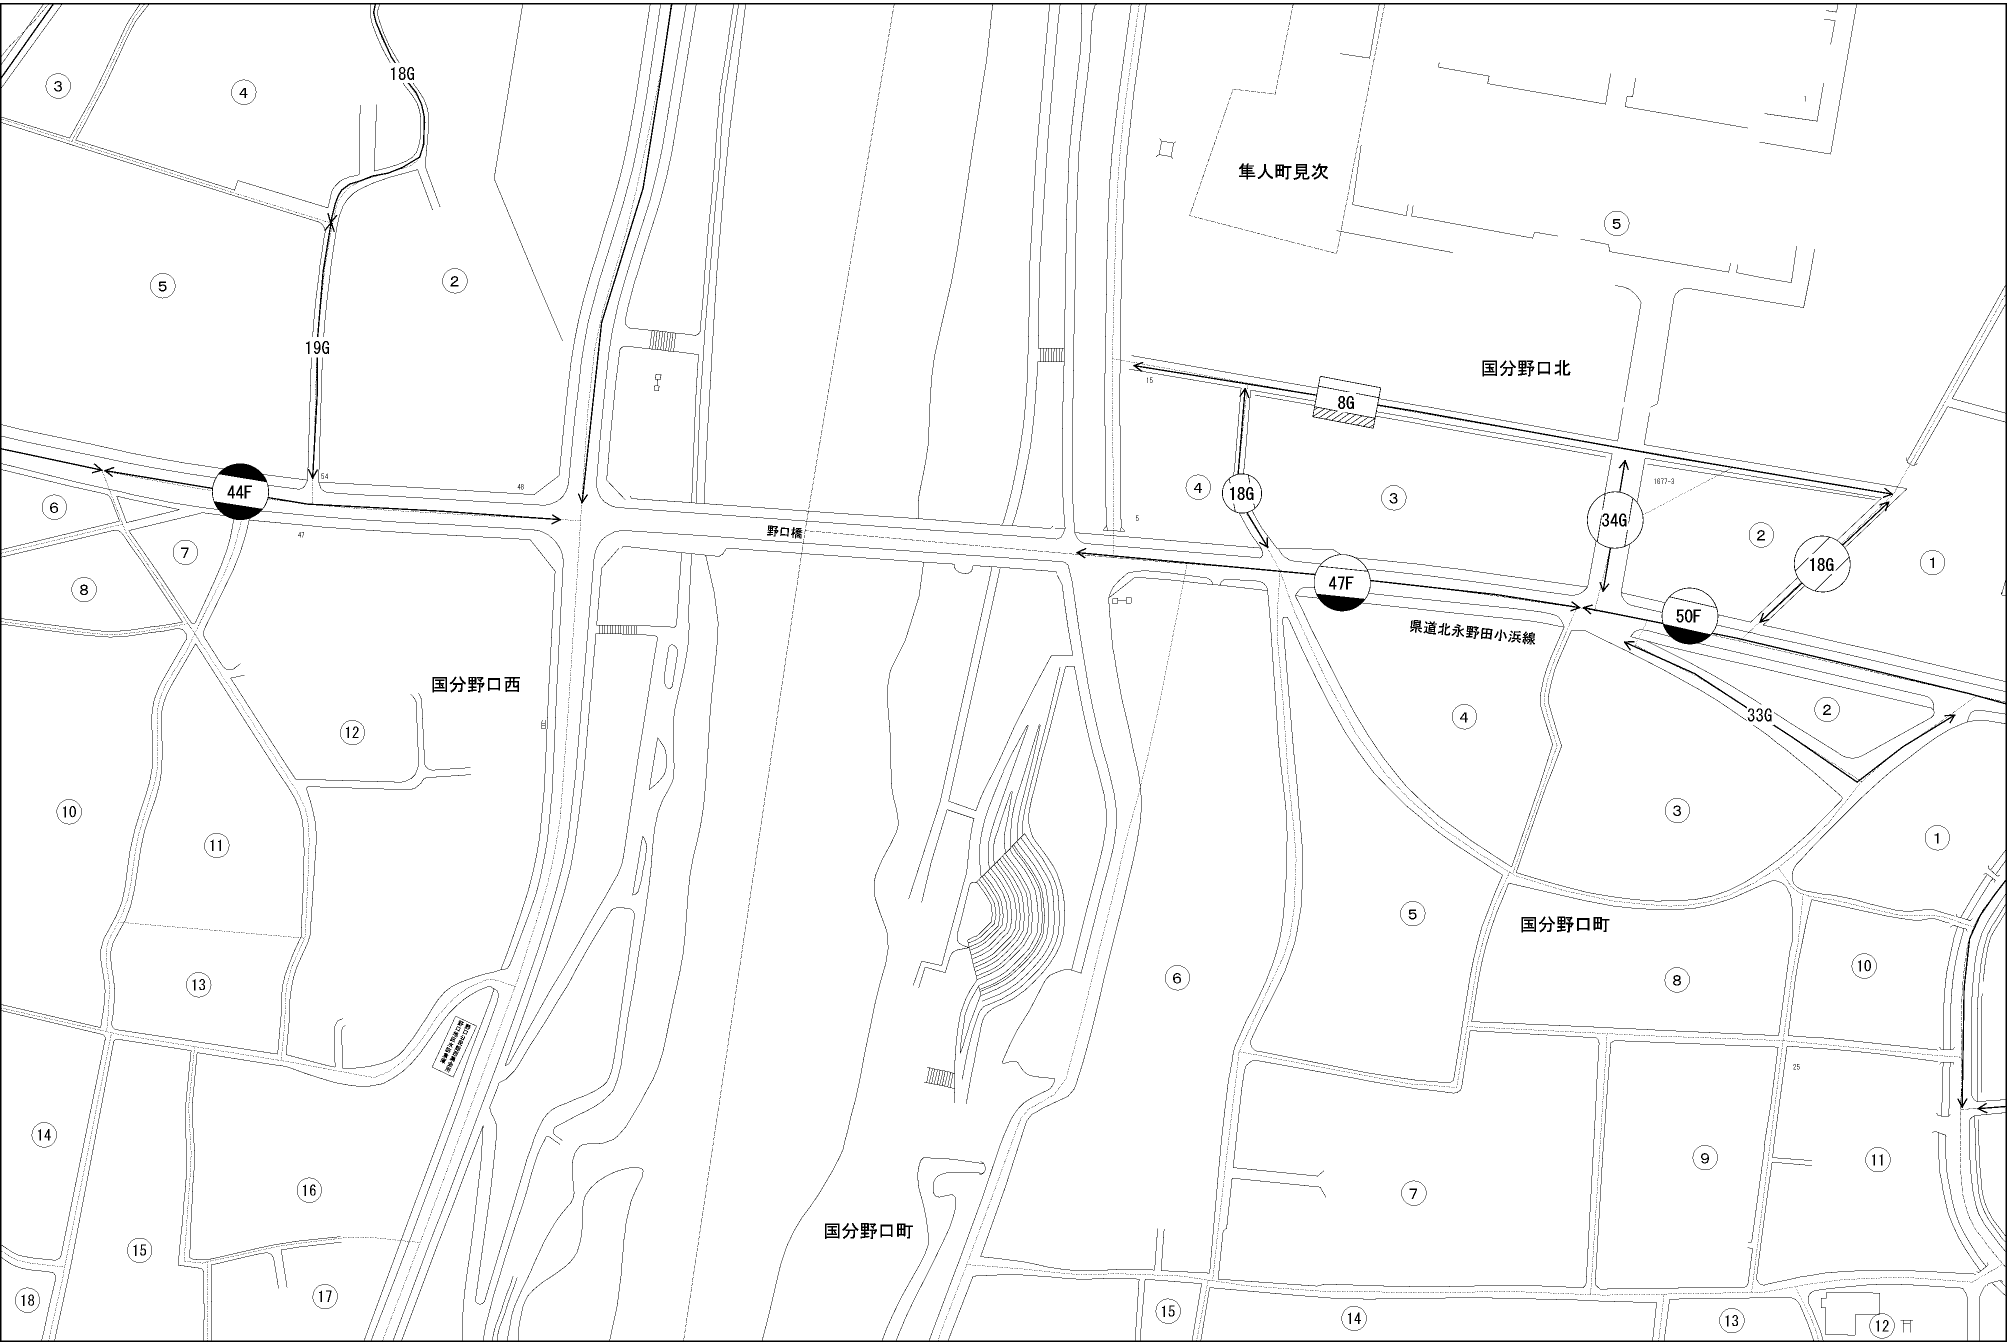 18G
③
④
1
隼人町見次
⑤
②
⑤
19G
国分野口北
15
8G
54
48
44F
1677-3
④
18G
③
⑥
5
34G
47
野口橋
②
⑦
18G
①
47F
⑧
50F
県道北永野田小浜線
国分野口西
②
33G
④
⑫
⑩
③
①
⑪
⑤
国分野口町
⑩
⑥
⑧
⑬
25
⑭
⑨
⑪
⑯
⑦
国分野口町
⑮
⑰
⑱
⑮
⑭
⑬
⑫